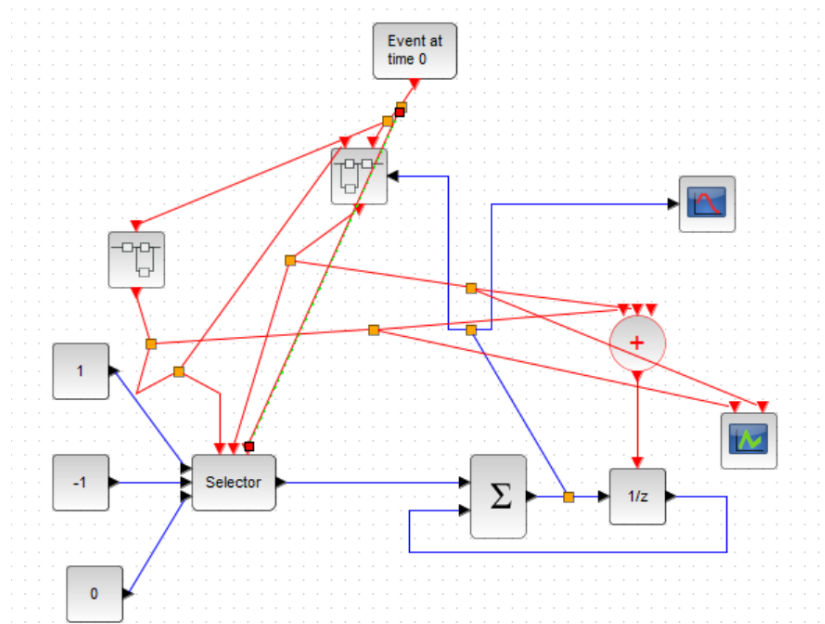 Event at
time 0
+
1
-1
Selector
Σ
1/z
0